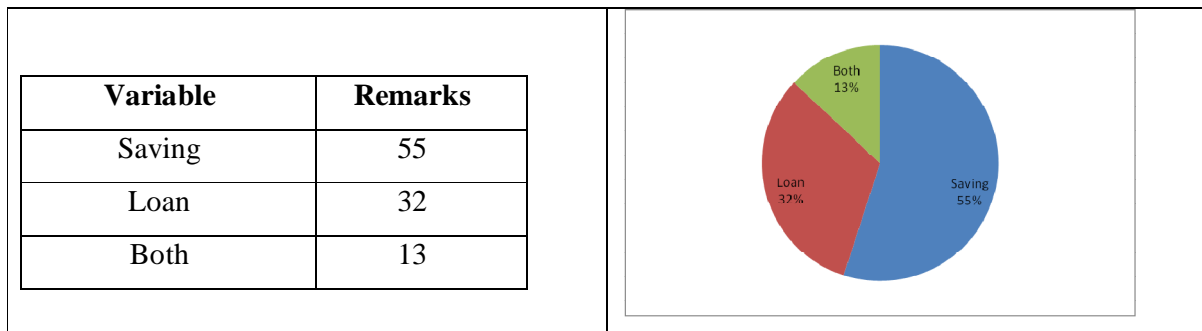 Variable Remarks
Saving 55
Loan 32
Both 13
Both
13%
Loan
32%
Saving
55%